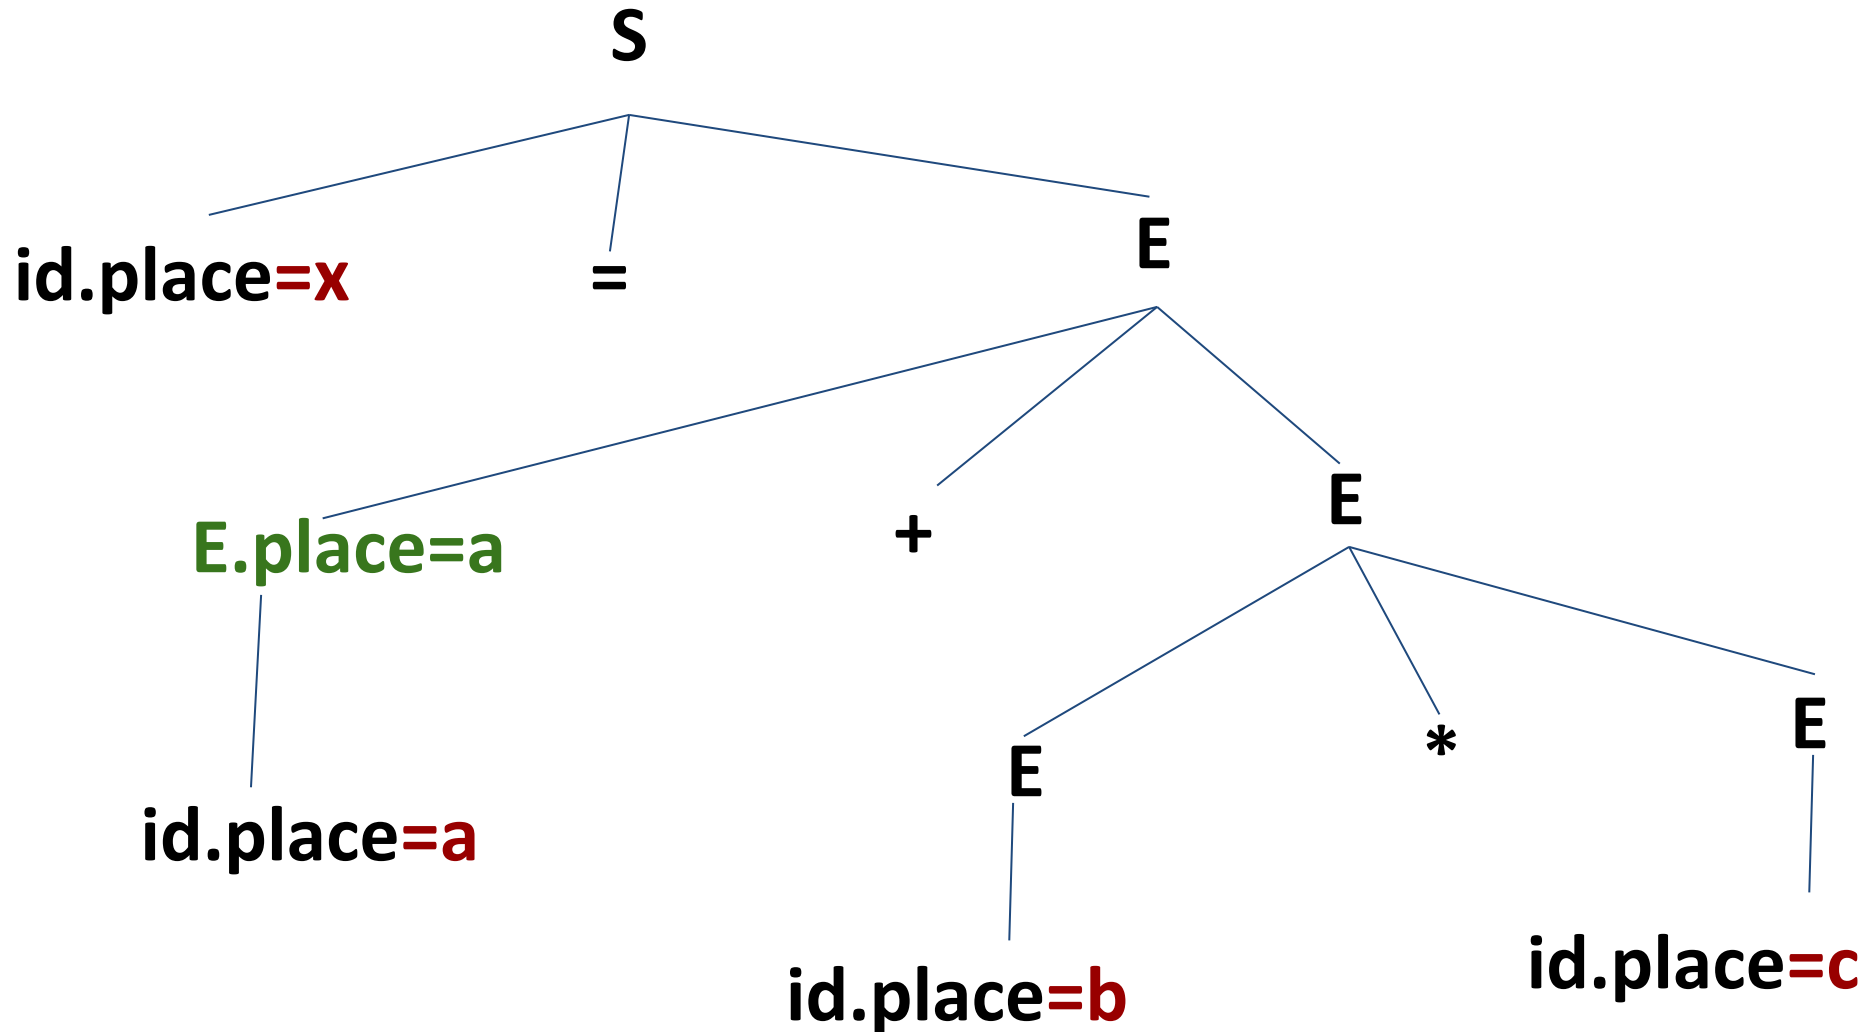 S
id.place=x
=
E
E.place=a
+
E
id.place=a
E
*
E
id.place=b
id.place=c